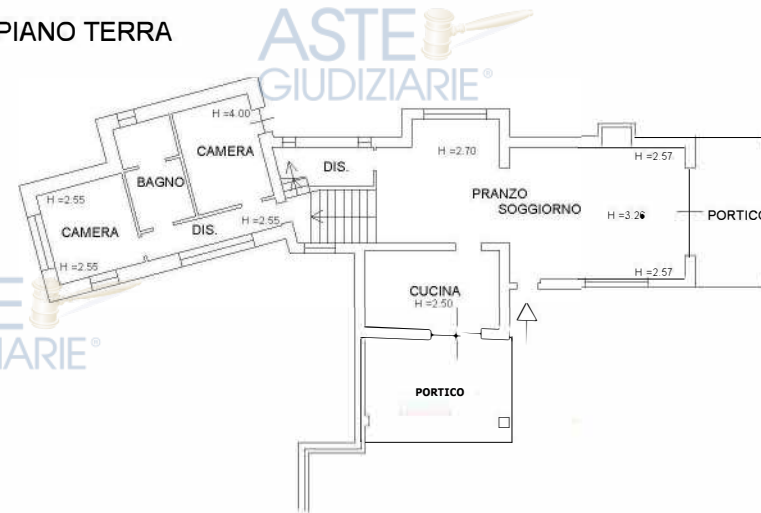 PIANO TERRA
ASTE
GIUDIZIARIE®
H =4.00
CAMERA
H =2.70
DIS.
H =2.57
BAGNO
PRANZO
SOGGIORNO
H =2.55
H =2.55
H =3.26
PORTICO
CAMERA
DIS.
H =2.55
H =2.57
CUCINA
H =2.50
E
ARIE®
PORTICO